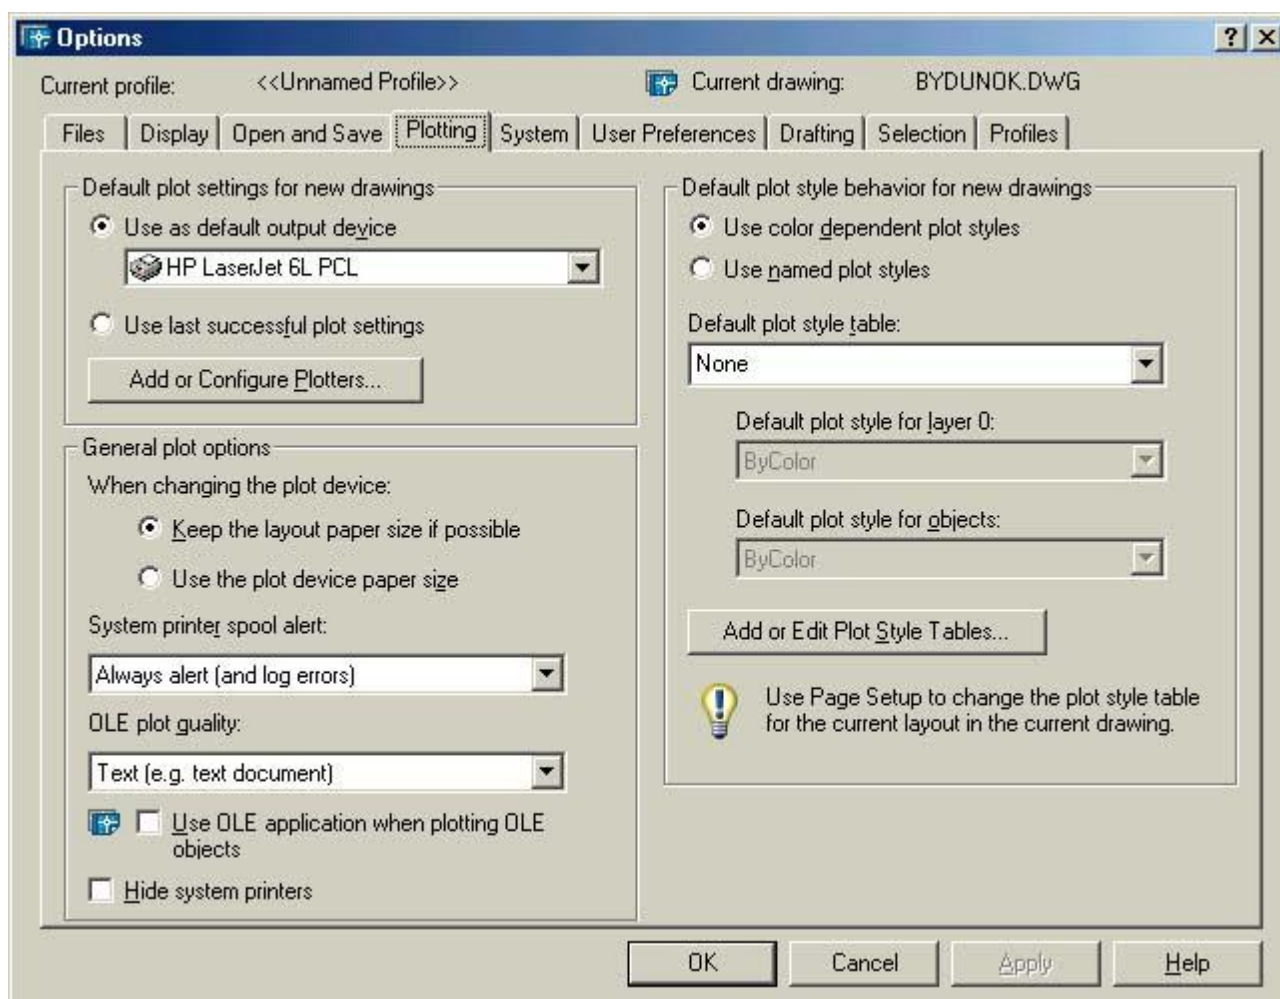 Options
Current profile: <<Unnamed Profile>> Current drawing: BYDUNOK.DWG
Files Display Open and Save Plotting System User Preferences Drafting Selection Profiles
Default plot settings for new drawings
Use as default output device
HP LaserJet 6L PCL
Use last successful plot settings
Add or Configure Plotters...
General plot options
When changing the plot device:
Keep the layout paper size if possible
Use the plot device paper size
System printer spool alert:
Always alert (and log errors)
OLE plot quality:
Text (e.g. text document)
Use OLE application when plotting OLE
objects
Hide system printers
Default plot style behavior for new drawings
Use color dependent plot styles
Use named plot styles
Default plot style table:
None
Default plot style for layer 0:
ByColor
Default plot style for objects:
ByColor
Add or Edit Plot Style Tables...
Use Page Setup to change the plot style table
for the current layout in the current drawing.
OK Cancel Apply Help